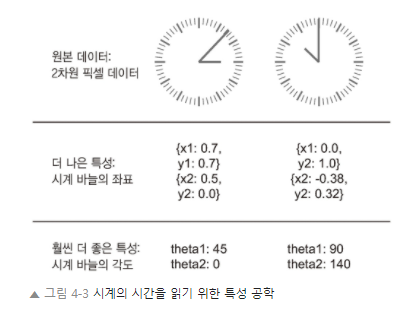 원본 데이터:
2차원 픽셀 데이터
더 나은 특성:
시계 바늘의 좌표
{x1: 0.7,
y1: 0.7}
{x2: 0.5,
y2: 0.0}
{x1: 0.0,
y2: 1.0}
{x2: -0.38,
y2: 0.32}
훨씬 더 좋은 특성:
시계 바늘의 각도
theta1: 45
theta2: 0
theta1: 90
theta2: 140
▲ 그림 4-3 시계의 시간을 읽기 위한 특성 공학